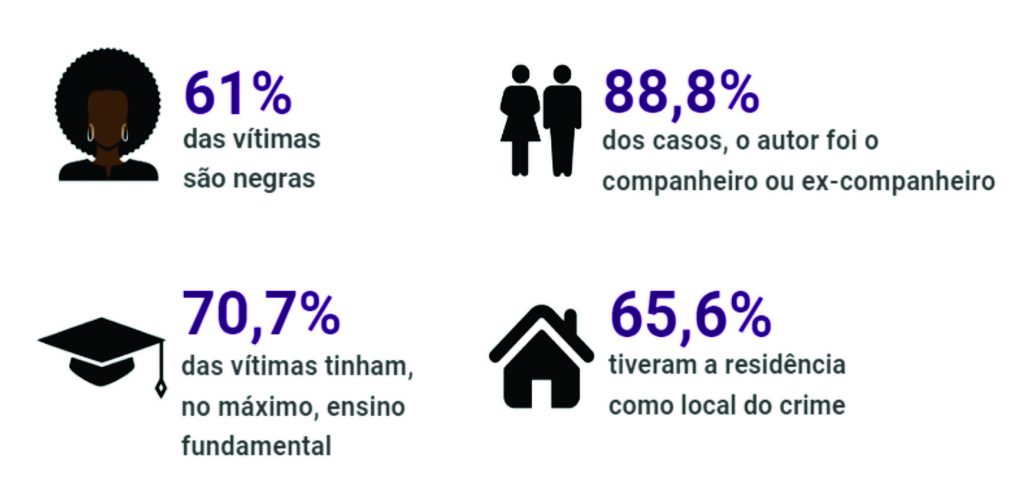 61%
das vítimas
são negras
88,8%
dos casos, o autor foi o
companheiro ou ex-companheiro
70,7%
das vítimas tinham,
no máximo, ensino
fundamental
65,6%
tiveram a residência
como local do crime